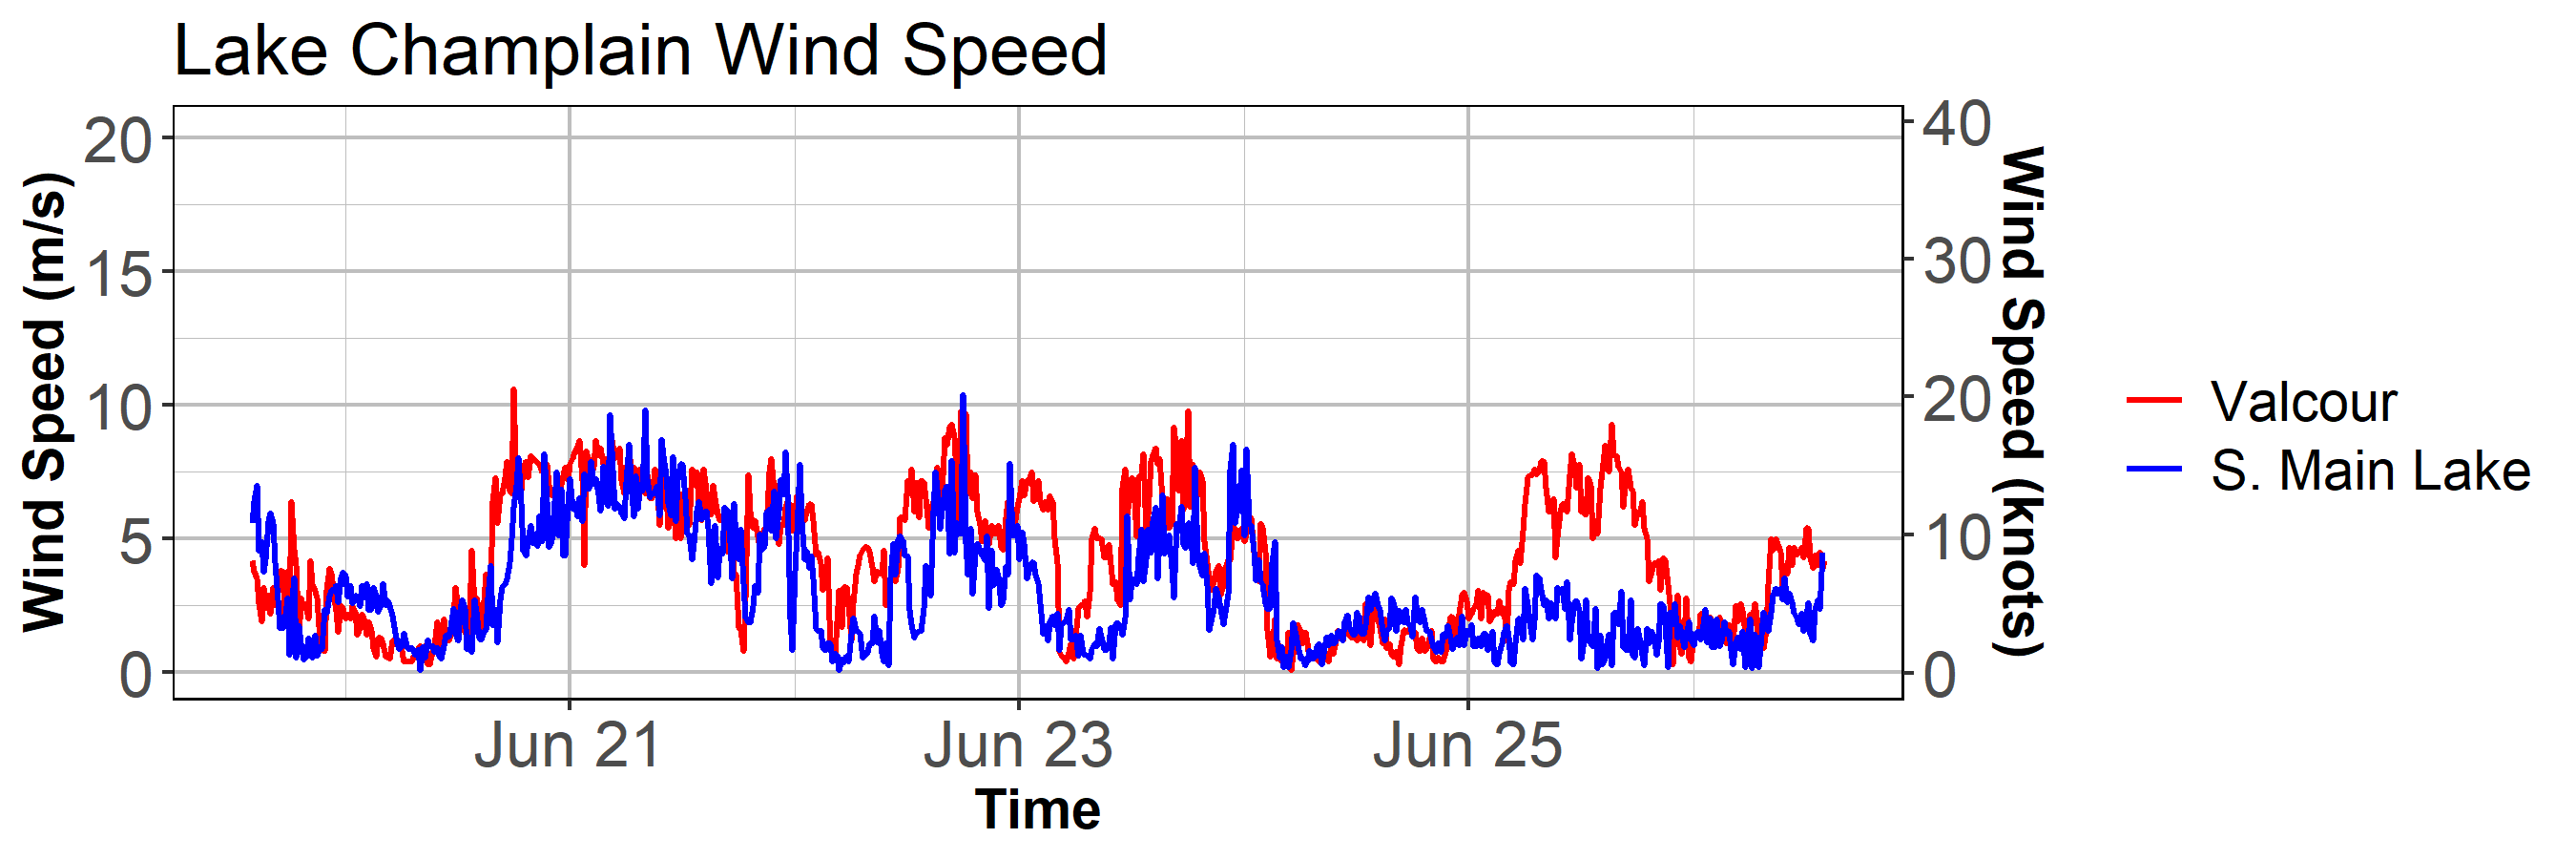 Lake Champlain Wind Speed
Wind Speed (m/s)
20
15
10
5
0
40
30
20
10
0
Wind Speed (knots)
Jun 21
Jun 23
Jun 25
Time
Valcour
S. Main Lake